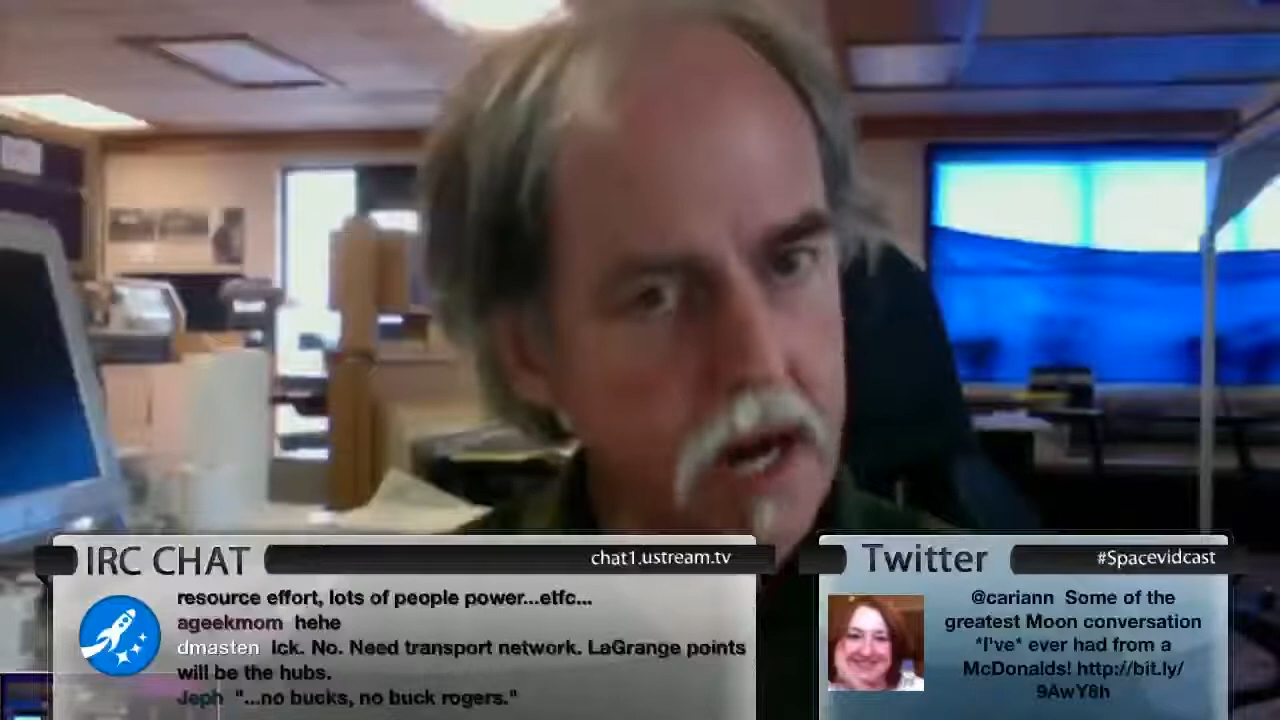 IRC CHAT
chat1.ustream.tv
resource effort, lots of people power...etfc...
ageekmom hehe
dmasten Ick. No. Need transport network. LaGrange points
will be the hubs.
Jeph "...no bucks, no buck rogers."
Twitter
#Spacevidcast
@cariann Some of the
greatest Moon conversation
*I've* ever had from a
McDonalds! http://bit.ly/
9AwY8h